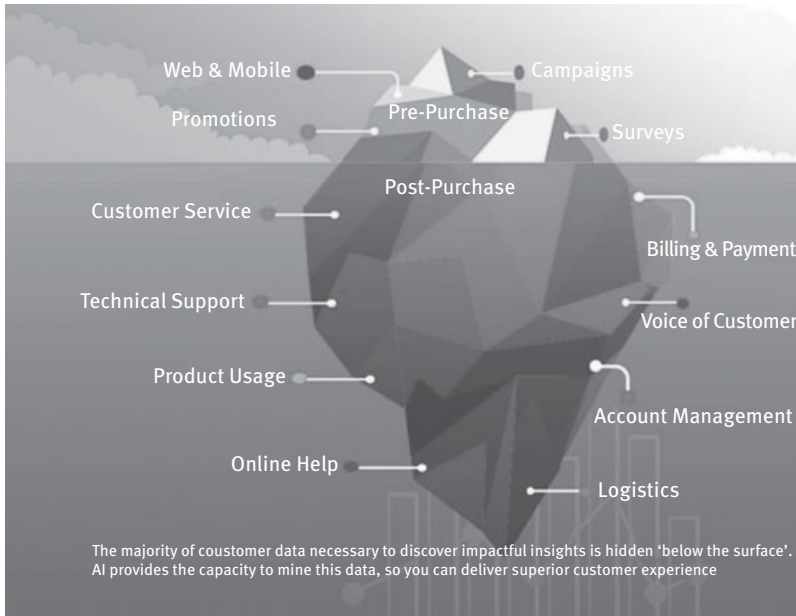 Web & Mobile
Campaigns
Pre-Purchase
Promotions
Surveys
Post-Purchase
Customer Service
Billing & Payment
Technical Support
Voice of Customer
Product Usage
Account Management
Online Help
Logistics
The majority of coustomer data necessary to discover impactful insights is hidden ‘below the surface’.
AI provides the capacity to mine this data, so you can deliver superior customer experience